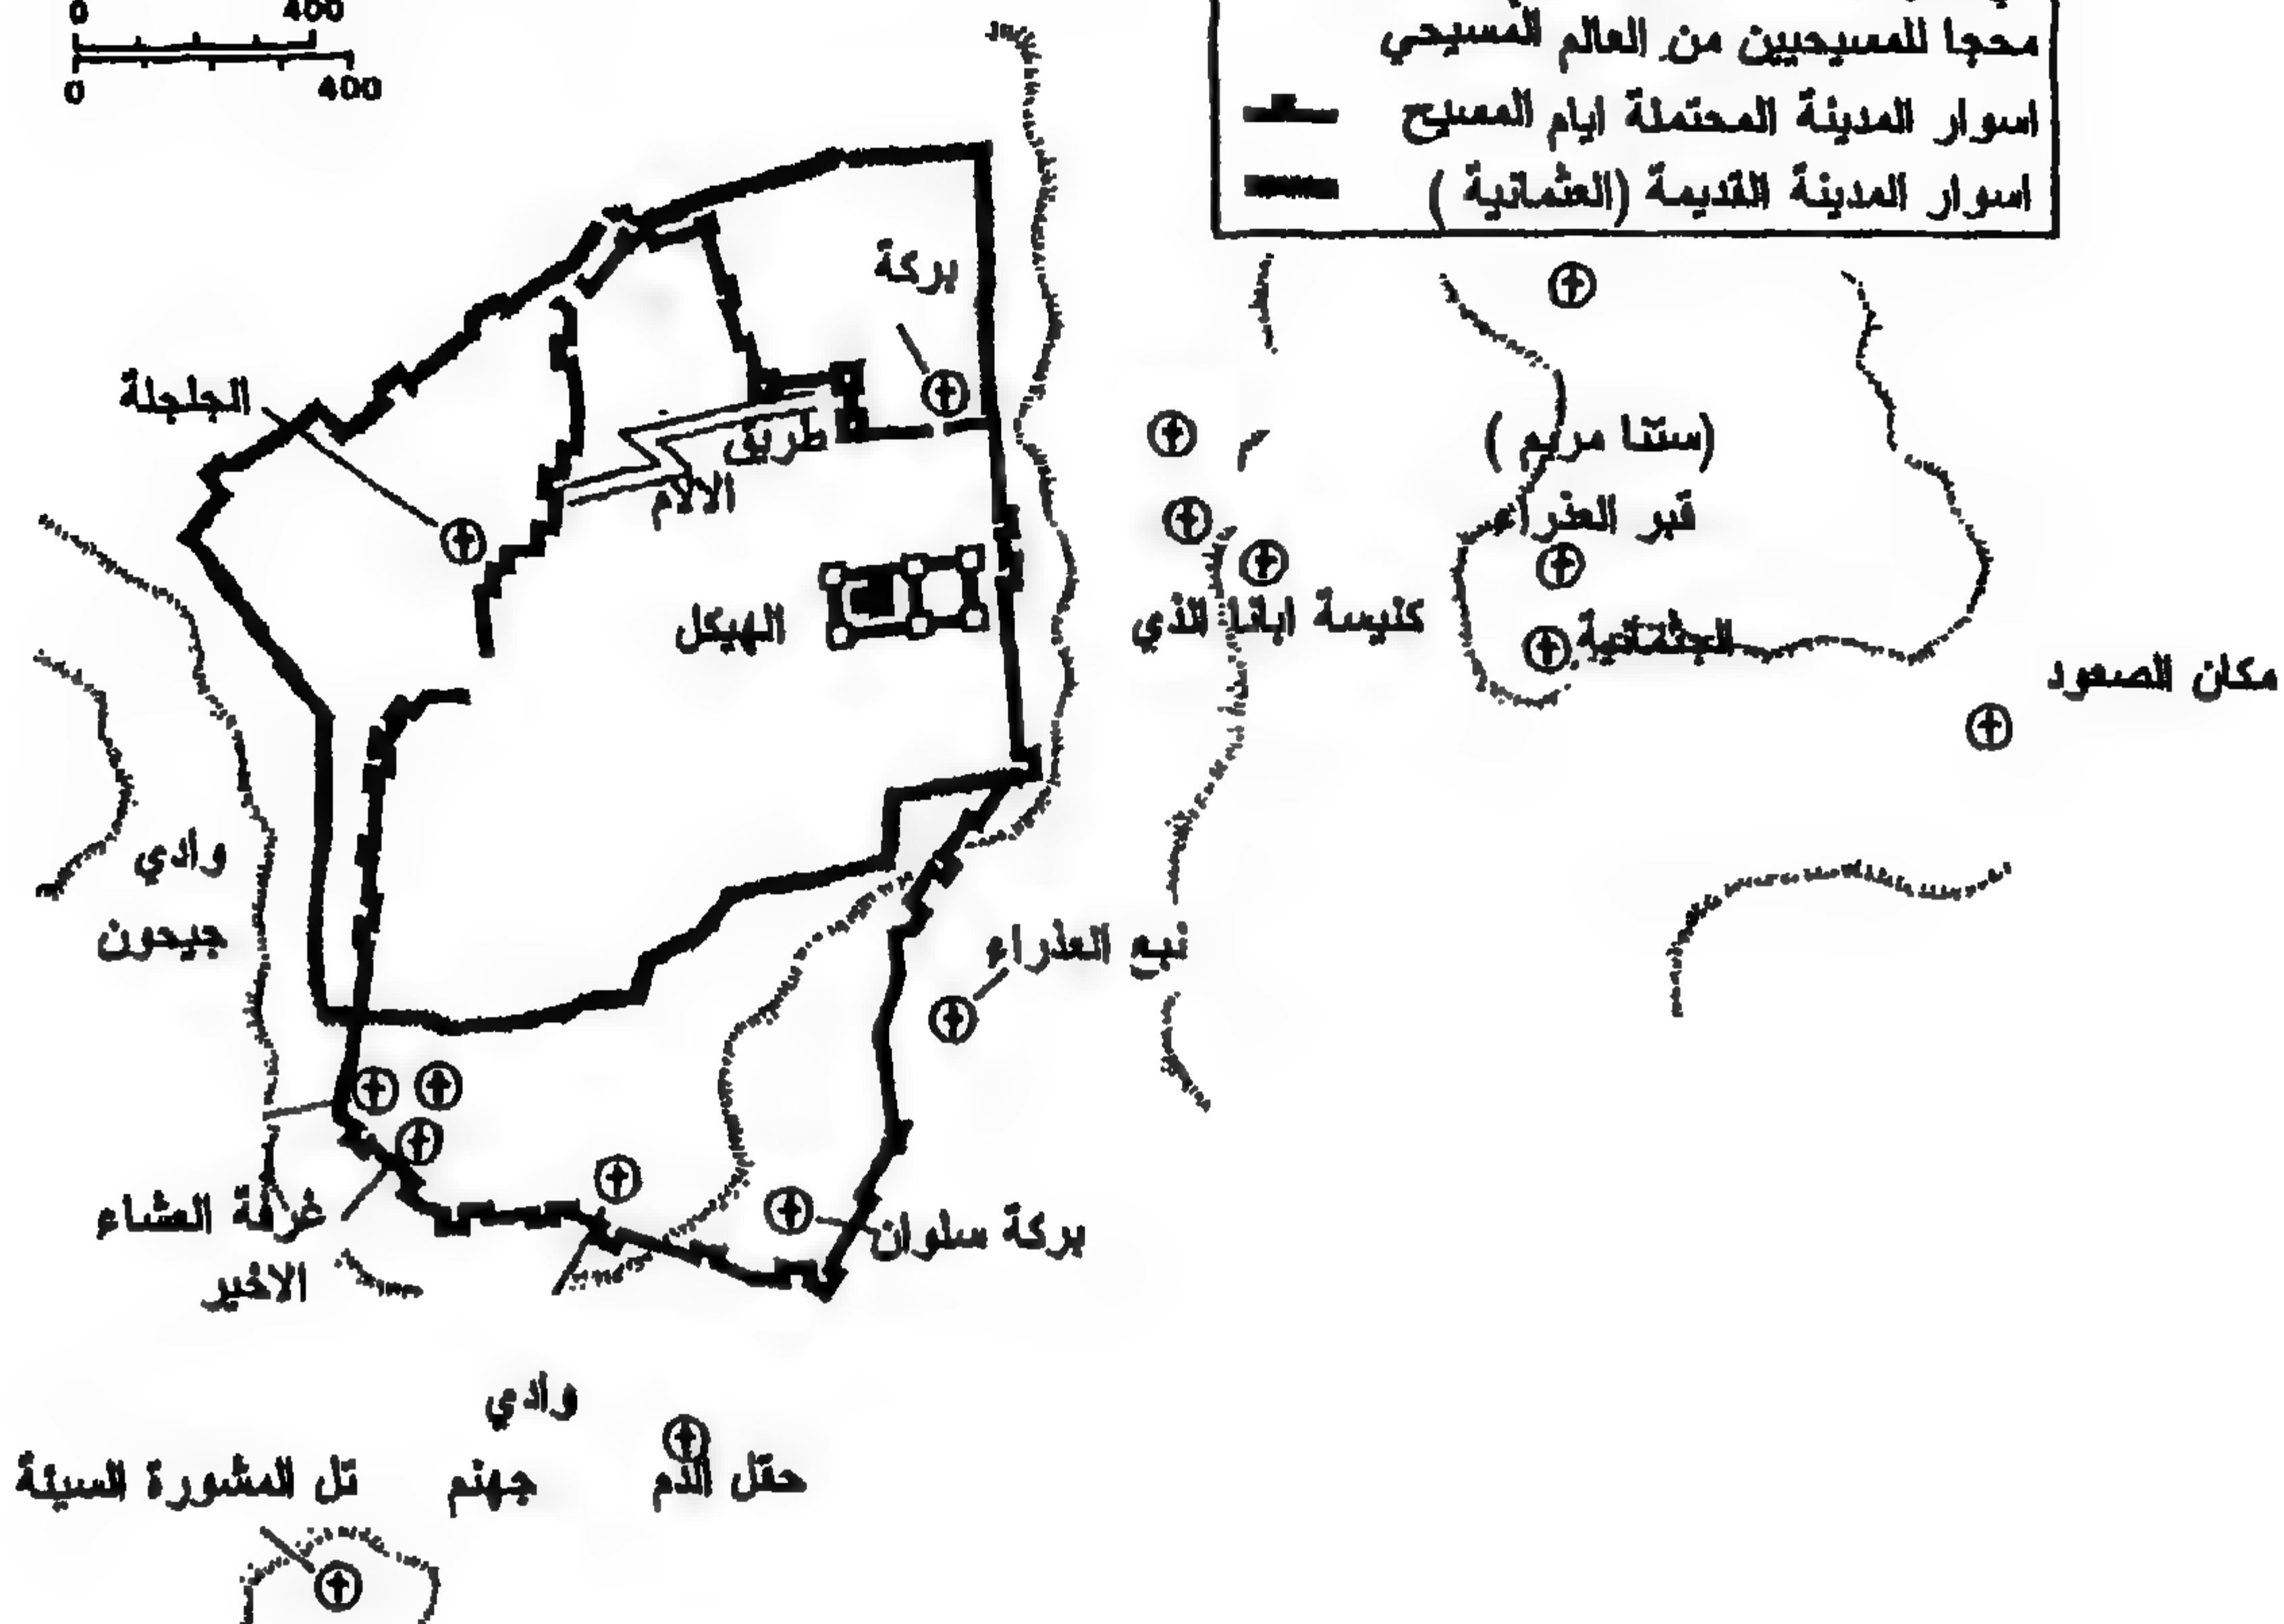 0 400
0 400
محجا للمسيحيين من العالم المسيحي
اسوار المدينة المحتملة ايام المسيح
اسوار المدينة القديمة (العثمانية )
بركة
الجلجلة
طريق
الالام
(ستنا مريم )
قبر العذراء
الهيكل
كنيسة ابانا الذي
الجثمانية
مكان الصعود
وادي
جيحون
نبع العذراء
غرفة العشاء
الاخير
بركة سلوان
وادي
جهنم
حقل الدم
تل المشورة السيئة